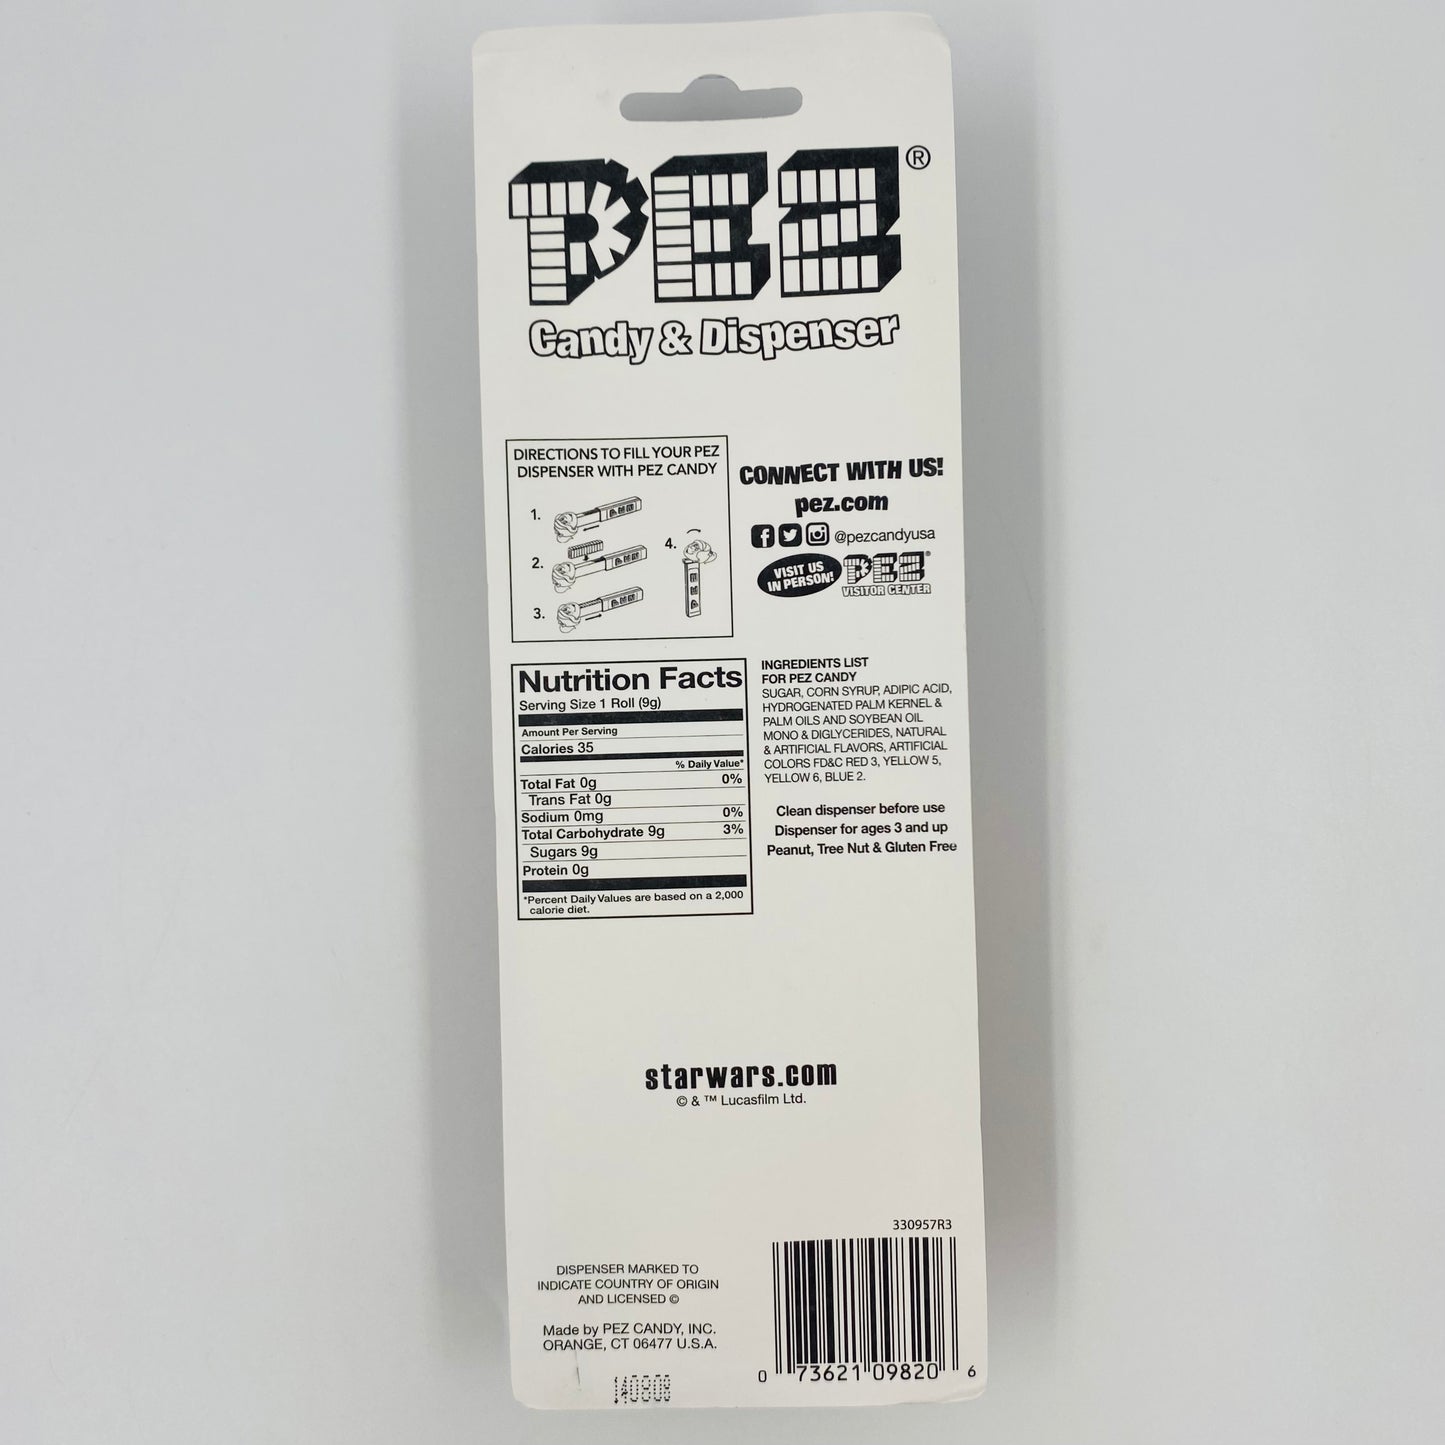 PEZ®
Candy & Dispenser
DIRECTIONS TO FILL YOUR PEZ
DISPENSER WITH PEZ CANDY
1.
2.
3.
4.
CONNECT WITH US!
pez.com
@pezcandyusa
VISIT US
IN PERSON!
PEZ®
VISITOR CENTER
Nutrition Facts
Serving Size 1 Roll (9g)
Amount Per Serving
Calories 35
% Daily Value*
Total Fat 0g 0%
Trans Fat 0g
Sodium 0mg 0%
Total Carbohydrate 9g 3%
Sugars 9g
Protein 0g
*Percent Daily Values are based on a 2,000
calorie diet.
INGREDIENTS LIST
FOR PEZ CANDY
SUGAR, CORN SYRUP, ADIPIC ACID,
HYDROGENATED PALM KERNEL &
PALM OILS AND SOYBEAN OIL
MONO & DIGLYCERIDES, NATURAL
& ARTIFICIAL FLAVORS, ARTIFICIAL
COLORS FD&C RED 3, YELLOW 5,
YELLOW 6, BLUE 2.
Clean dispenser before use
Dispenser for ages 3 and up
Peanut, Tree Nut & Gluten Free
starwars.com
© & ™ Lucasfilm Ltd.
DISPENSER MARKED TO
INDICATE COUNTRY OF ORIGIN
AND LICENSED ©
Made by PEZ CANDY, INC.
ORANGE, CT 06477 U.S.A.
140808
330957R3
0 73621 09820 6